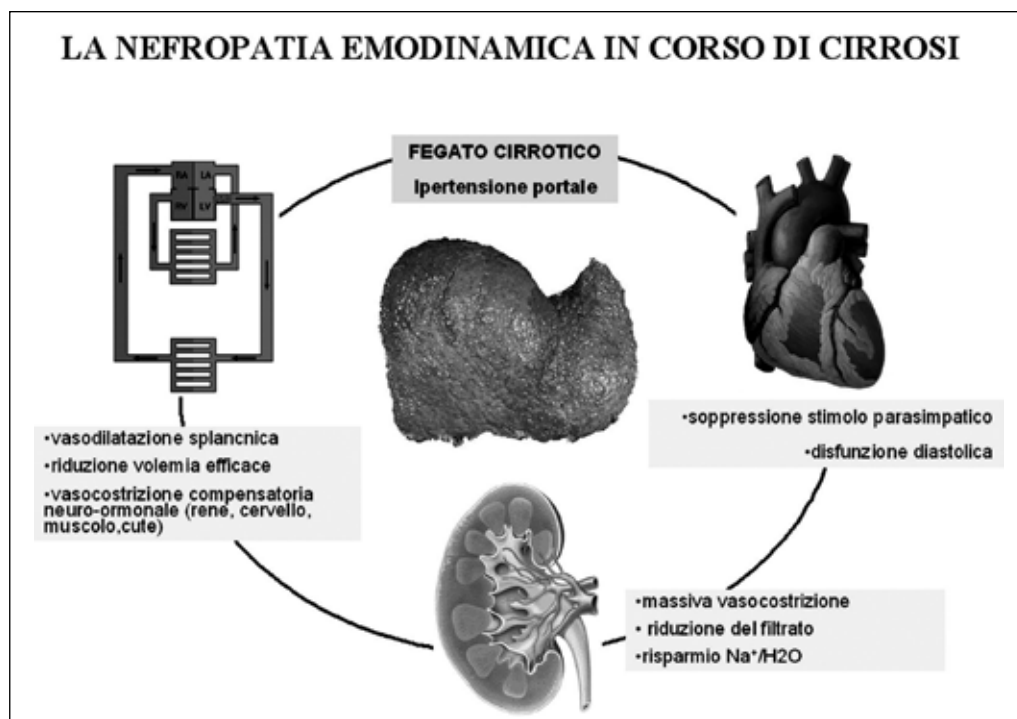 LA NEFROPATIA EMODINAMICA IN CORSO DI CIRROSI
FEGATO CIRROTICO
Ipertensione portale
RA LA
RV LV
•vasodilatazione splancnica
•riduzione volemia efficace
•vasocostrizione compensatoria
neuro-ormonale (rene, cervello,
muscolo,cute)
•soppressione stimolo parasimpatico
•disfunzione diastolica
•massiva vasocostrizione
• riduzione del filtrato
•risparmio Na⁺/H2O